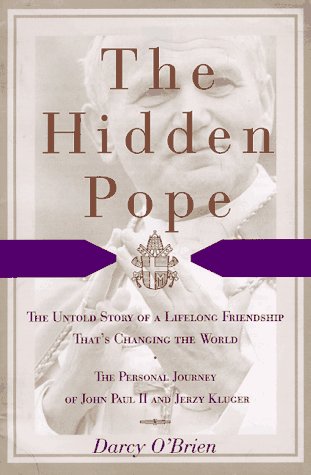 The
Hidden
Pope
THE UNTOLD STORY OF A LIFELONG FRIENDSHIP
THAT'S CHANGING THE WORLD
•
THE PERSONAL JOURNEY
OF JOHN PAUL II AND JERZY KLUGER
Darcy O'Brien